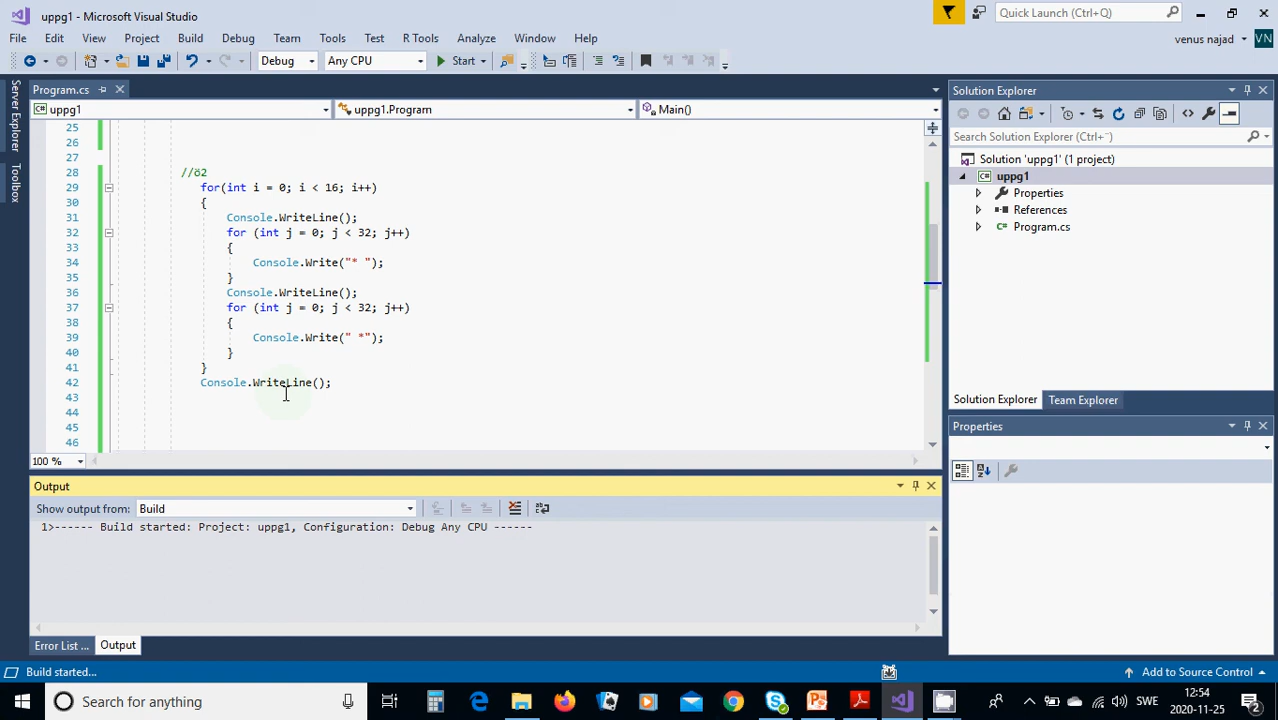 uppg1 - Microsoft Visual Studio
Quick Launch (Ctrl+Q)
File Edit View Project Build Debug Team Tools Test R Tools Analyze Window Help
venus najad VN
Debug Any CPU Start
Server Explorer
Toolbox
Program.cs
uppg1 uppg1.Program Main()
25
26
27
28 //ö2
29 for(int i = 0; i < 16; i++)
30 {
31 Console.WriteLine();
32 for (int j = 0; j < 32; j++)
33 {
34 Console.Write("* ");
35 }
36 Console.WriteLine();
37 for (int j = 0; j < 32; j++)
38 {
39 Console.Write(" *");
40 }
41 }
42 Console.WriteLine();
43
44
45
46
100 %
Solution Explorer
Search Solution Explorer (Ctrl+¨)
Solution 'uppg1' (1 project)
C# uppg1
Properties
References
C# Program.cs
Solution Explorer Team Explorer
Properties
Output
Show output from: Build
1>------ Build started: Project: uppg1, Configuration: Debug Any CPU ------
Error List ... Output
Build started...
Add to Source Control
Search for anything
SWE
12:54
2020-11-25
2